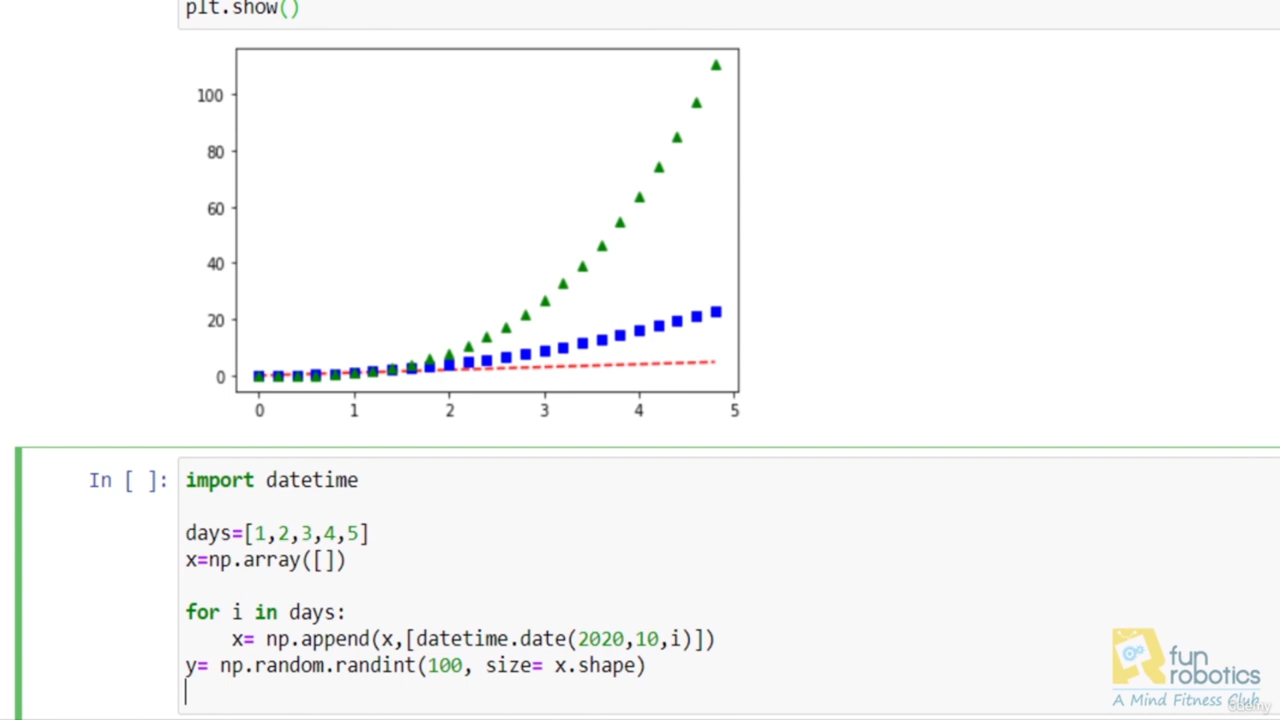 plt.show()
100
80
60
40
20
0
0 1 2 3 4 5
In [ ]:
import datetime
days=[1,2,3,4,5]
x=np.array([])
for i in days:
    x= np.append(x,[datetime.date(2020,10,i)])
y= np.random.randint(100, size= x.shape)
fun
robotics
A Mind Fitness Club
Udemy